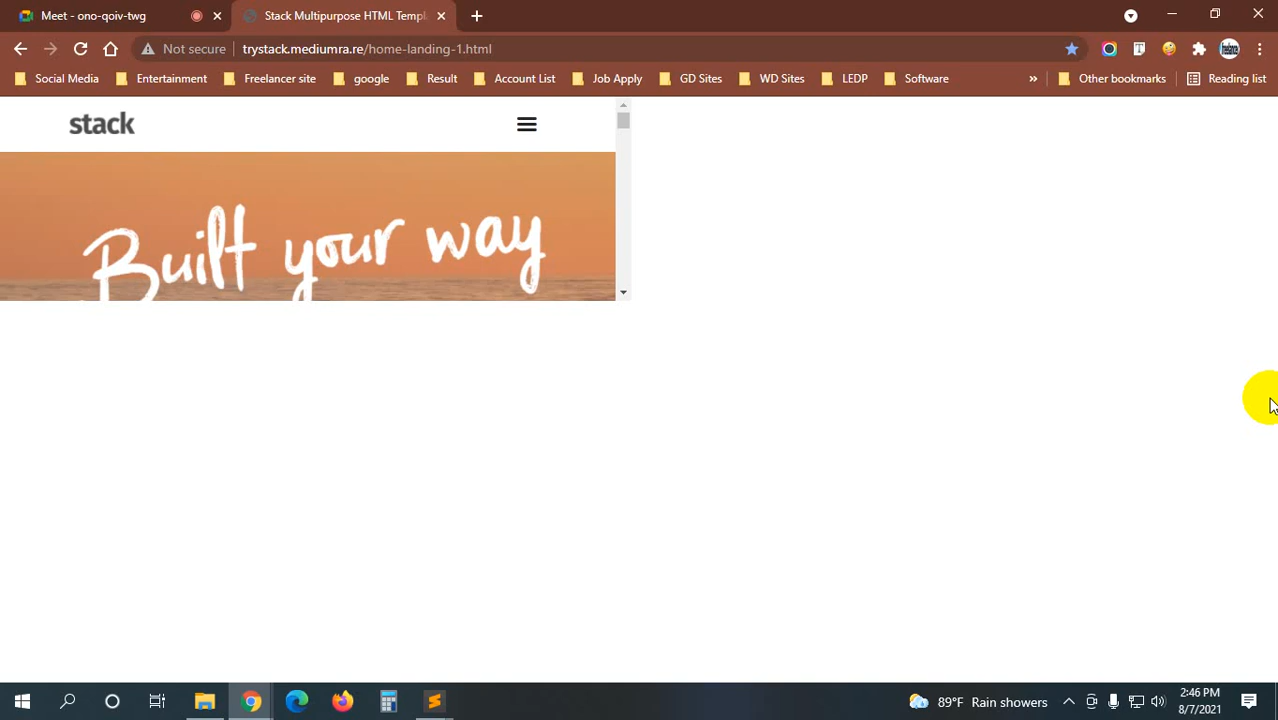 Meet - ono-qoiv-twg
Stack Multipurpose HTML Templ
Not secure
trystack.mediumra.re/home-landing-1.html
Social Media
Entertainment
Freelancer site
google
Result
Account List
Job Apply
GD Sites
WD Sites
LEDP
Software
»
Other bookmarks
Reading list
stack
Built your way
89°F Rain showers
2:46 PM
8/7/2021